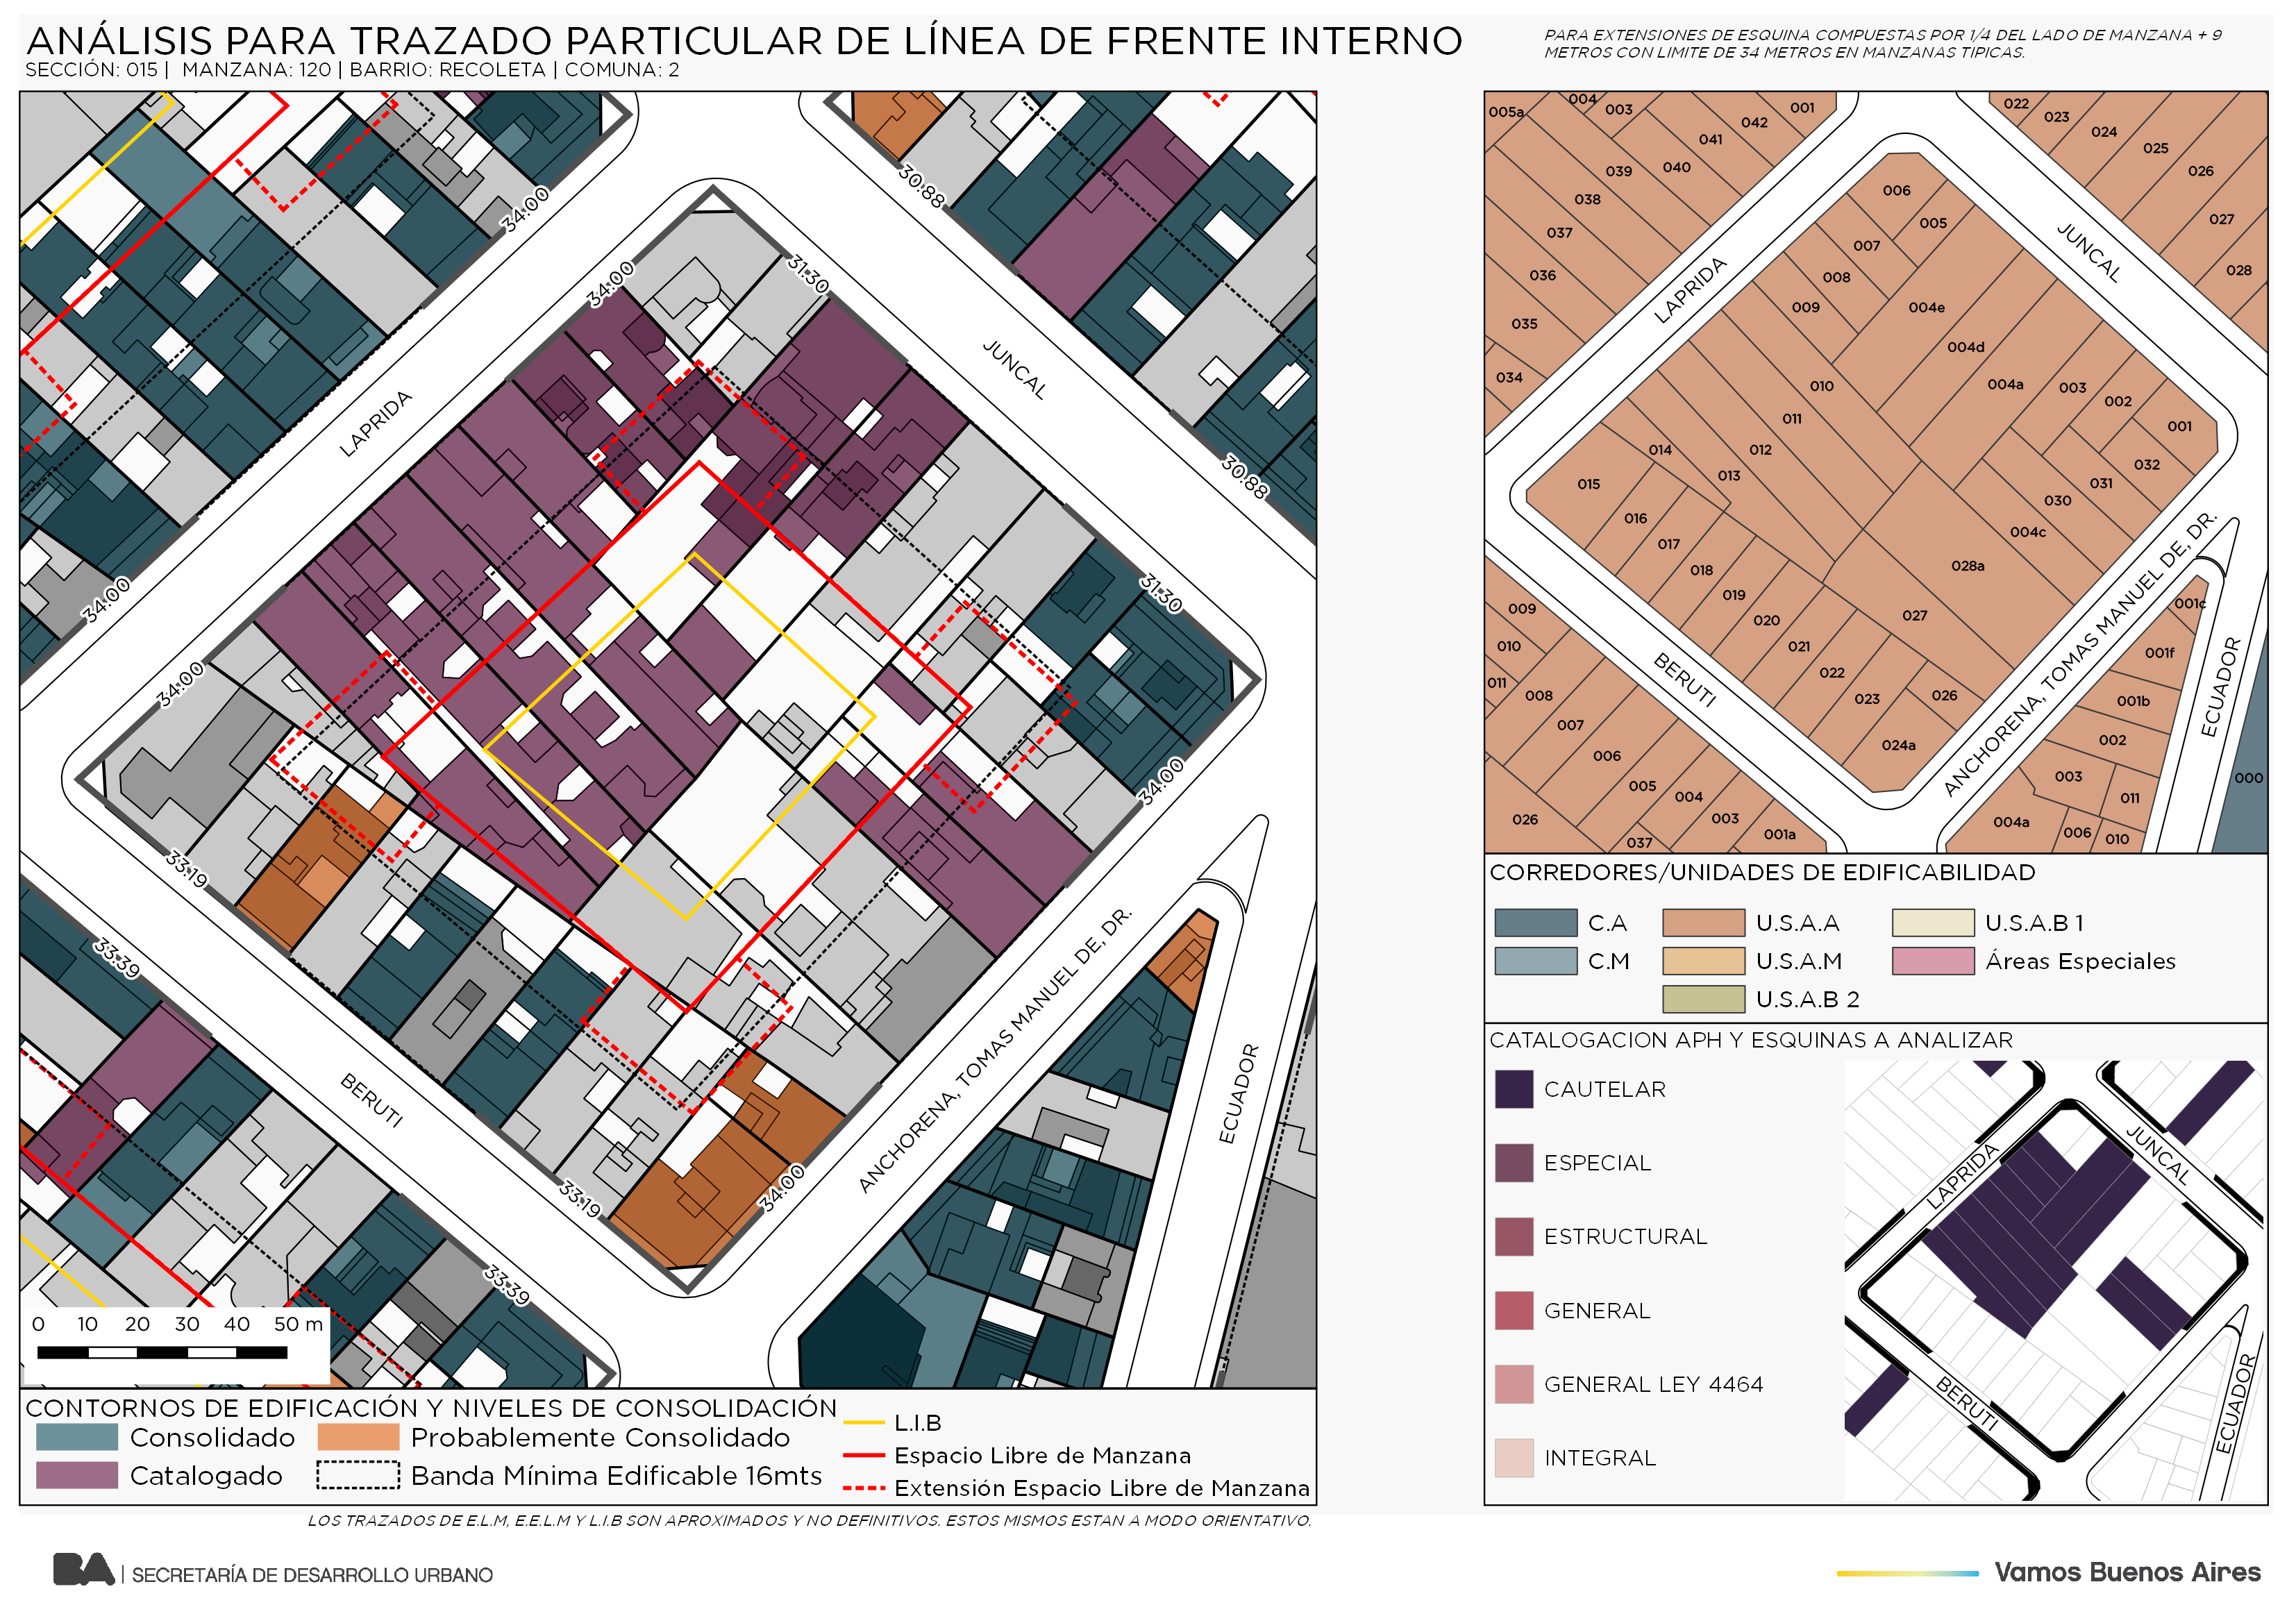 ANÁLISIS PARA TRAZADO PARTICULAR DE LÍNEA DE FRENTE INTERNO
SECCIÓN: 015 | MANZANA: 120 | BARRIO: RECOLETA | COMUNA: 2
PARA EXTENSIONES DE ESQUINA COMPUESTAS POR 1/4 DEL LADO DE MANZANA + 9
METROS CON LIMITE DE 34 METROS EN MANZANAS TIPICAS.
34.00
30.88
34.00
31.30
LAPRIDA
JUNCAL
30.88
34.00
31.30
34.00
34.00
33.19
33.39
BERUTI
33.19
34.00
33.39
ANCHORENA, TOMAS MANUEL DE, DR.
ECUADOR
0 10 20 30 40 50 m
CONTORNOS DE EDIFICACIÓN Y NIVELES DE CONSOLIDACIÓN
Consolidado
Probablemente Consolidado
Catalogado
Banda Mínima Edificable 16mts
L.I.B
Espacio Libre de Manzana
Extensión Espacio Libre de Manzana
LOS TRAZADOS DE E.L.M, E.E.L.M Y L.I.B SON APROXIMADOS Y NO DEFINITIVOS. ESTOS MISMOS ESTAN A MODO ORIENTATIVO.
005a
004
003
001
042
041
040
039
038
037
036
035
034
022
023
024
025
026
027
028
LAPRIDA
JUNCAL
006
005
007
008
009
004e
004d
004a
003
002
001
010
011
012
013
014
015
032
031
030
004c
016
017
018
019
020
021
022
023
024a
026
027
028a
BERUTI
ANCHORENA, TOMAS MANUEL DE, DR.
ECUADOR
009
010
011
008
007
006
005
004
003
001a
026
037
001c
001f
001b
002
003
011
004a
006
010
000
CORREDORES/UNIDADES DE EDIFICABILIDAD
C.A
U.S.A.A
U.S.A.B 1
C.M
U.S.A.M
Áreas Especiales
U.S.A.B 2
CATALOGACION APH Y ESQUINAS A ANALIZAR
CAUTELAR
ESPECIAL
ESTRUCTURAL
GENERAL
GENERAL LEY 4464
INTEGRAL
LAPRIDA
JUNCAL
BERUTI
ECUADOR
BA | SECRETARÍA DE DESARROLLO URBANO
Vamos Buenos Aires